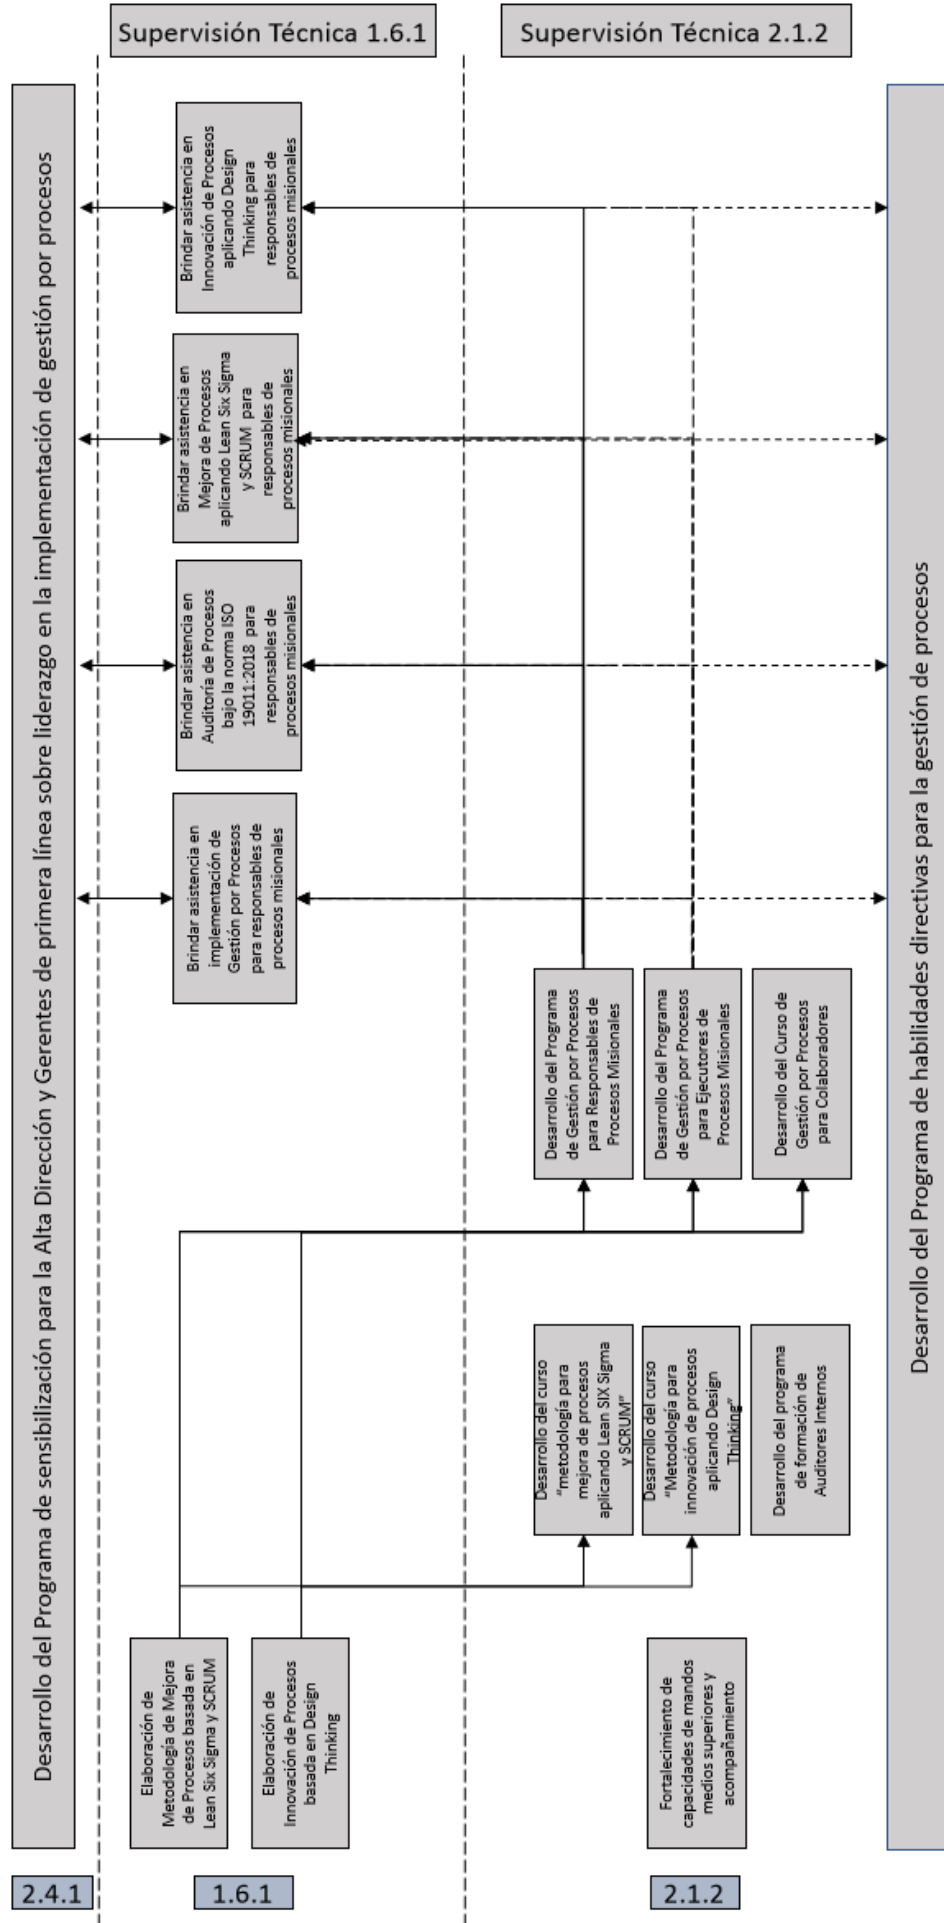 Supervisión Técnica 1.6.1
Supervisión Técnica 2.1.2
Desarrollo del Programa de sensibilización para la Alta Dirección y Gerentes de primera línea sobre liderazgo en la implementación de gestión por procesos
Brindar asistencia en
Innovación de Procesos
aplicando Design
Thinking para
responsables de
procesos misionales
Brindar asistencia en
Mejora de Procesos
aplicando Lean Six Sigma
y SCRUM para
responsables de
procesos misionales
Brindar asistencia en
Auditoría de Procesos
bajo la norma ISO
19011:2018 para
responsables de
procesos misionales
Brindar asistencia en
implementación de
Gestión por Procesos
para responsables de
procesos misionales
Desarrollo del Programa
de Gestión por Procesos
para Responsables de
Procesos Misionales
Desarrollo del Programa
de Gestión por Procesos
para Ejecutores de
Procesos Misionales
Desarrollo del Curso de
Gestión por Procesos
para Colaboradores
Desarrollo del curso
"metodología para
mejora de procesos
aplicando Lean SIX Sigma
y SCRUM"
Desarrollo del curso
"Metodología para
innovación de procesos
aplicando Design
Thinking"
Desarrollo del programa
de formación de
Auditores Internos
Elaboración de
Metodología de Mejora
de Procesos basada en
Lean Six Sigma y SCRUM
Elaboración de
Innovación de Procesos
basada en Design
Thinking
Fortalecimiento de
capacidades de mandos
medios superiores y
acompañamiento
Desarrollo del Programa de habilidades directivas para la gestión de procesos
2.4.1
1.6.1
2.1.2